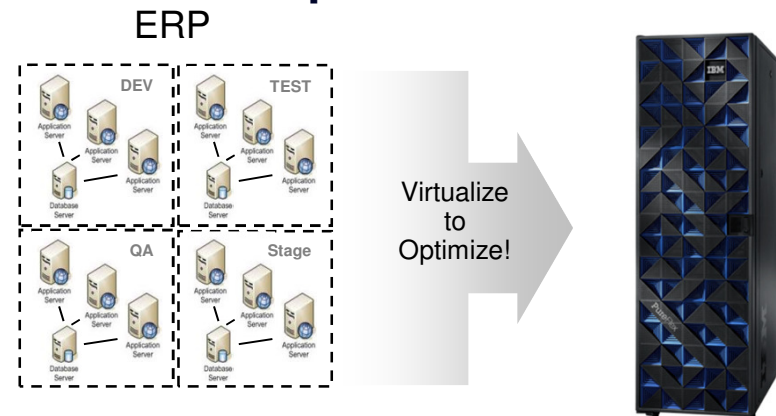 ERP
DEV
Application
Server
Application
Server
Application
Server
Database
Server
TEST
Application
Server
Application
Server
Application
Server
Database
Server
QA
Application
Server
Application
Server
Application
Server
Database
Server
Stage
Application
Server
Application
Server
Application
Server
Database
Server
Virtualize
to
Optimize!
IBM
PureFlex